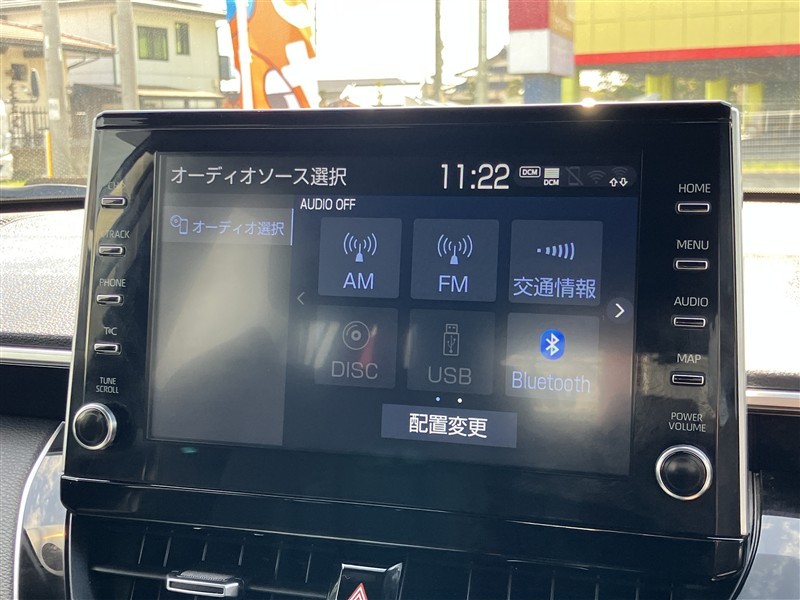 オーディオソース選択
11:22
DCM
DCM
オーディオ選択
AUDIO OFF
AM
FM
交通情報
DISC
USB
Bluetooth
配置変更
TRACK
PHONE
T/C
TUNE
SCROLL
HOME
MENU
AUDIO
MAP
POWER
VOLUME